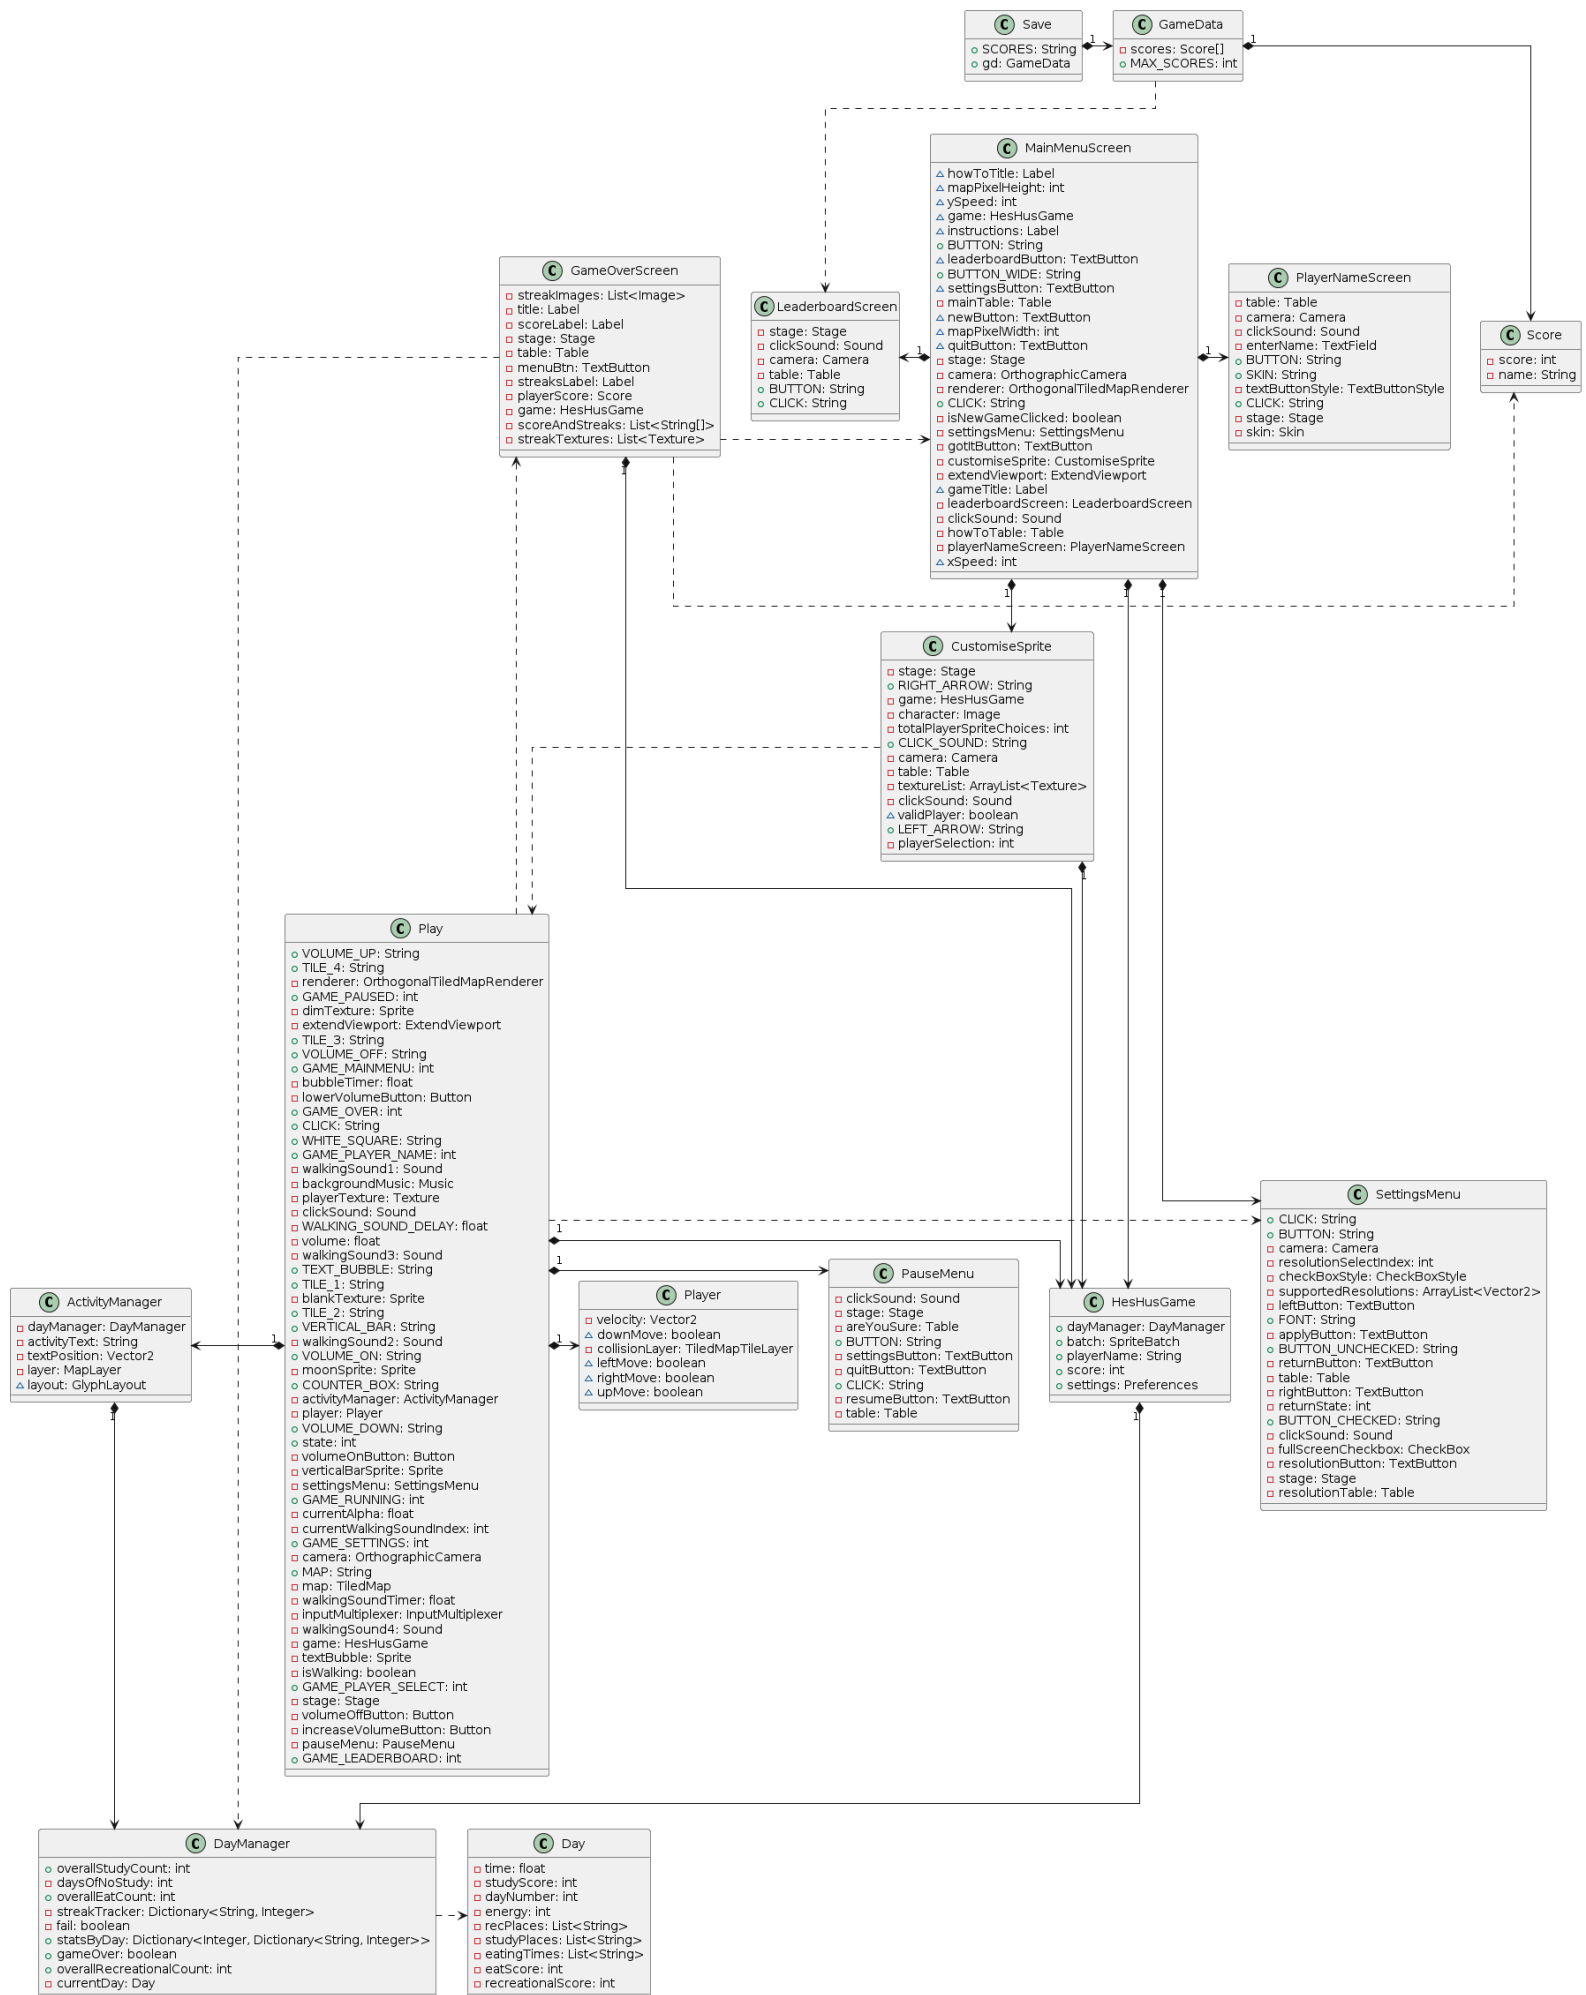 C Save
SCORES: String
gd: GameData
1
C GameData
scores: Score[]
MAX_SCORES: int
1
C MainMenuScreen
howToTitle: Label
mapPixelHeight: int
ySpeed: int
game: HesHusGame
instructions: Label
BUTTON: String
leaderboardButton: TextButton
BUTTON_WIDE: String
settingsButton: TextButton
mainTable: Table
newButton: TextButton
mapPixelWidth: int
quitButton: TextButton
stage: Stage
camera: OrthographicCamera
renderer: OrthogonalTiledMapRenderer
CLICK: String
isNewGameClicked: boolean
settingsMenu: SettingsMenu
gotItButton: TextButton
customiseSprite: CustomiseSprite
extendViewport: ExtendViewport
gameTitle: Label
leaderboardScreen: LeaderboardScreen
clickSound: Sound
howToTable: Table
playerNameScreen: PlayerNameScreen
xSpeed: int
1
1
1
1
1
C GameOverScreen
streakImages: List<Image>
title: Label
scoreLabel: Label
stage: Stage
table: Table
menuBtn: TextButton
streaksLabel: Label
playerScore: Score
game: HesHusGame
scoreAndStreaks: List<String[]>
streakTextures: List<Texture>
1
C LeaderboardScreen
stage: Stage
clickSound: Sound
camera: Camera
table: Table
BUTTON: String
CLICK: String
C PlayerNameScreen
table: Table
camera: Camera
clickSound: Sound
enterName: TextField
BUTTON: String
SKIN: String
textButtonStyle: TextButtonStyle
CLICK: String
stage: Stage
skin: Skin
C Score
score: int
name: String
C CustomiseSprite
stage: Stage
RIGHT_ARROW: String
game: HesHusGame
character: Image
totalPlayerSpriteChoices: int
CLICK_SOUND: String
camera: Camera
table: Table
textureList: ArrayList<Texture>
clickSound: Sound
validPlayer: boolean
LEFT_ARROW: String
playerSelection: int
1
C Play
VOLUME_UP: String
TILE_4: String
renderer: OrthogonalTiledMapRenderer
GAME_PAUSED: int
dimTexture: Sprite
extendViewport: ExtendViewport
TILE_3: String
VOLUME_OFF: String
GAME_MAINMENU: int
bubbleTimer: float
lowerVolumeButton: Button
GAME_OVER: int
CLICK: String
WHITE_SQUARE: String
GAME_PLAYER_NAME: int
walkingSound1: Sound
backgroundMusic: Music
playerTexture: Texture
clickSound: Sound
WALKING_SOUND_DELAY: float
volume: float
walkingSound3: Sound
TEXT_BUBBLE: String
TILE_1: String
blankTexture: Sprite
TILE_2: String
VERTICAL_BAR: String
walkingSound2: Sound
VOLUME_ON: String
moonSprite: Sprite
COUNTER_BOX: String
activityManager: ActivityManager
player: Player
VOLUME_DOWN: String
state: int
volumeOnButton: Button
verticalBarSprite: Sprite
settingsMenu: SettingsMenu
GAME_RUNNING: int
currentAlpha: float
currentWalkingSoundIndex: int
GAME_SETTINGS: int
camera: OrthographicCamera
MAP: String
map: TiledMap
walkingSoundTimer: float
inputMultiplexer: InputMultiplexer
walkingSound4: Sound
game: HesHusGame
textBubble: Sprite
isWalking: boolean
GAME_PLAYER_SELECT: int
stage: Stage
volumeOffButton: Button
increaseVolumeButton: Button
pauseMenu: PauseMenu
GAME_LEADERBOARD: int
1
1
1
1
C SettingsMenu
CLICK: String
BUTTON: String
camera: Camera
resolutionSelectIndex: int
checkBoxStyle: CheckBoxStyle
supportedResolutions: ArrayList<Vector2>
leftButton: TextButton
FONT: String
applyButton: TextButton
BUTTON_UNCHECKED: String
returnButton: TextButton
table: Table
rightButton: TextButton
returnState: int
BUTTON_CHECKED: String
clickSound: Sound
fullScreenCheckbox: CheckBox
resolutionButton: TextButton
stage: Stage
resolutionTable: Table
C PauseMenu
clickSound: Sound
stage: Stage
areYouSure: Table
BUTTON: String
settingsButton: TextButton
quitButton: TextButton
CLICK: String
resumeButton: TextButton
table: Table
C Player
velocity: Vector2
downMove: boolean
collisionLayer: TiledMapTileLayer
leftMove: boolean
rightMove: boolean
upMove: boolean
C ActivityManager
dayManager: DayManager
activityText: String
textPosition: Vector2
layer: MapLayer
layout: GlyphLayout
1
C HesHusGame
dayManager: DayManager
batch: SpriteBatch
playerName: String
score: int
settings: Preferences
1
C DayManager
overallStudyCount: int
daysOfNoStudy: int
overallEatCount: int
streakTracker: Dictionary<String, Integer>
fail: boolean
statsByDay: Dictionary<Integer, Dictionary<String, Integer>>
gameOver: boolean
overallRecreationalCount: int
currentDay: Day
C Day
time: float
studyScore: int
dayNumber: int
energy: int
recPlaces: List<String>
studyPlaces: List<String>
eatingTimes: List<String>
eatScore: int
recreationalScore: int